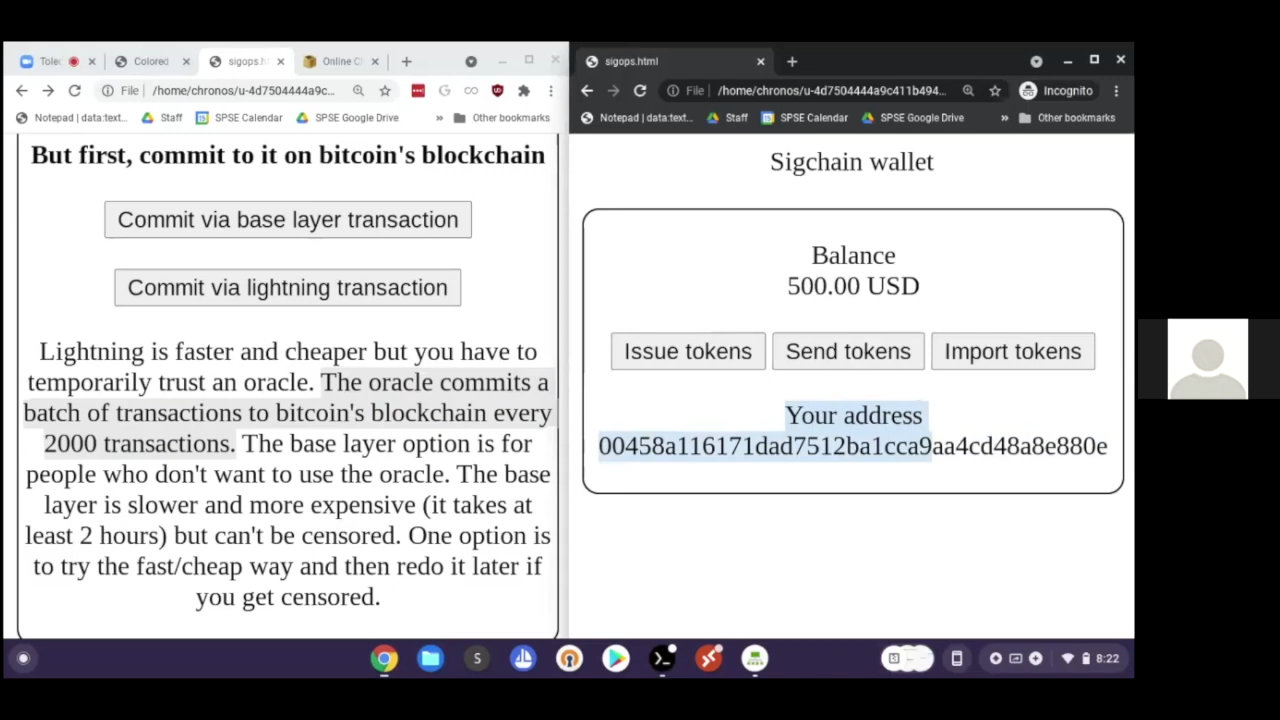 Tole
Colored
sigops.h
Online C
File
/home/chronos/u-4d7504444a9c...
Notepad | data:text...
Staff
SPSE Calendar
SPSE Google Drive
»
Other bookmarks
But first, commit to it on bitcoin's blockchain
Commit via base layer transaction
Commit via lightning transaction
Lightning is faster and cheaper but you have to
temporarily trust an oracle. The oracle commits a
batch of transactions to bitcoin's blockchain every
2000 transactions. The base layer option is for
people who don't want to use the oracle. The base
layer is slower and more expensive (it takes at
least 2 hours) but can't be censored. One option is
to try the fast/cheap way and then redo it later if
you get censored.
sigops.html
File
/home/chronos/u-4d7504444a9c411b494...
Incognito
Notepad | data:text...
Staff
SPSE Calendar
SPSE Google Drive
»
Other bookmarks
Sigchain wallet
Balance
500.00 USD
Issue tokens
Send tokens
Import tokens
Your address
00458a116171dad7512ba1cca9aa4cd48a8e880e
S
8:22